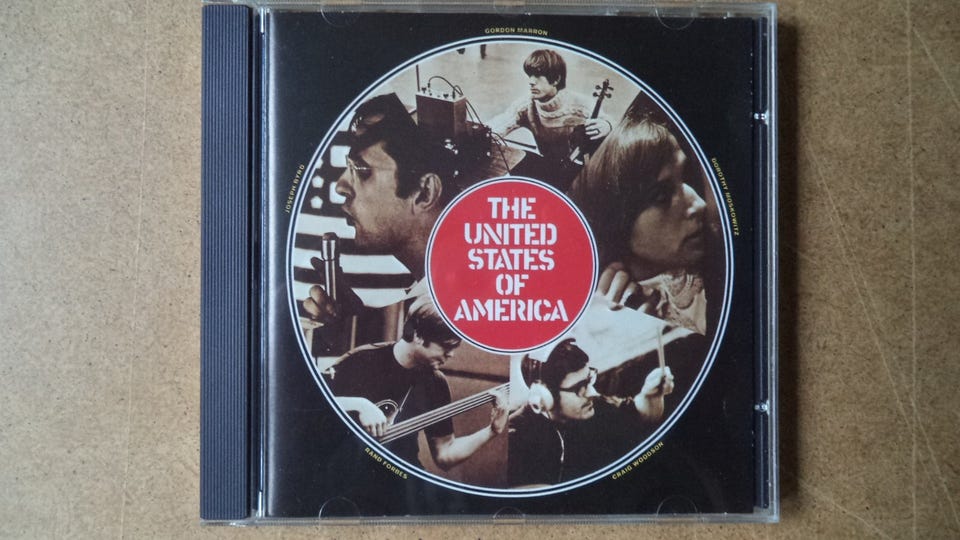 GORDON MARRON
JOSEPH BYRD
DOROTHY MOSKOWITZ
THE
UNITED
STATES
OF
AMERICA
RAND FORBES
CRAIG WOODSON